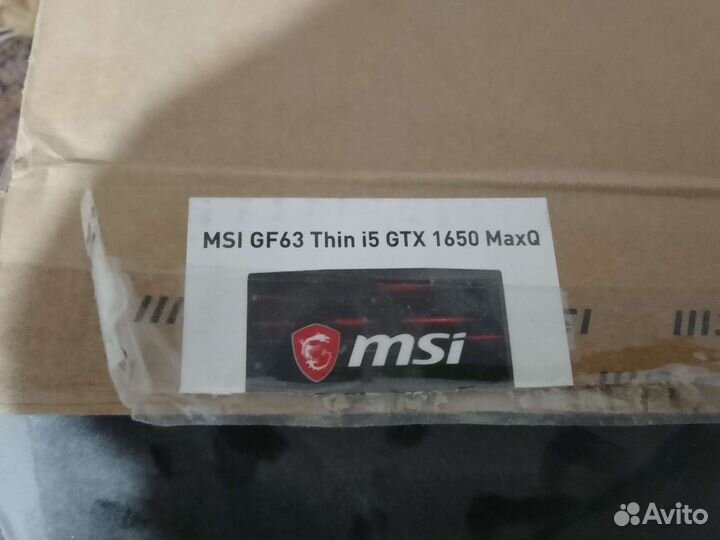 MSI GF63 Thin i5 GTX 1650 MaxQ
msi
Avito